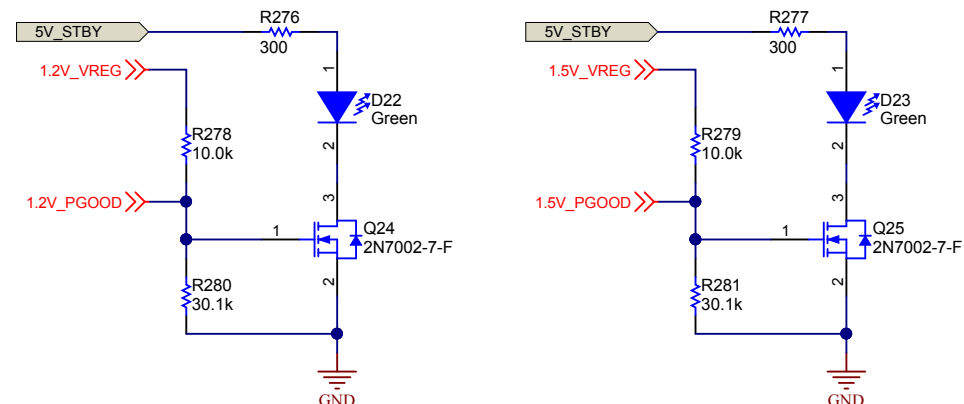 5V_STBY
R276
300
1.2V_VREG
1
D22
Green
2
R278
10.0k
1.2V_PGOOD
3
1
Q24
2N7002-7-F
2
R280
30.1k
GND
5V_STBY
R277
300
1.5V_VREG
1
D23
Green
2
R279
10.0k
1.5V_PGOOD
3
1
Q25
2N7002-7-F
2
R281
30.1k
GND